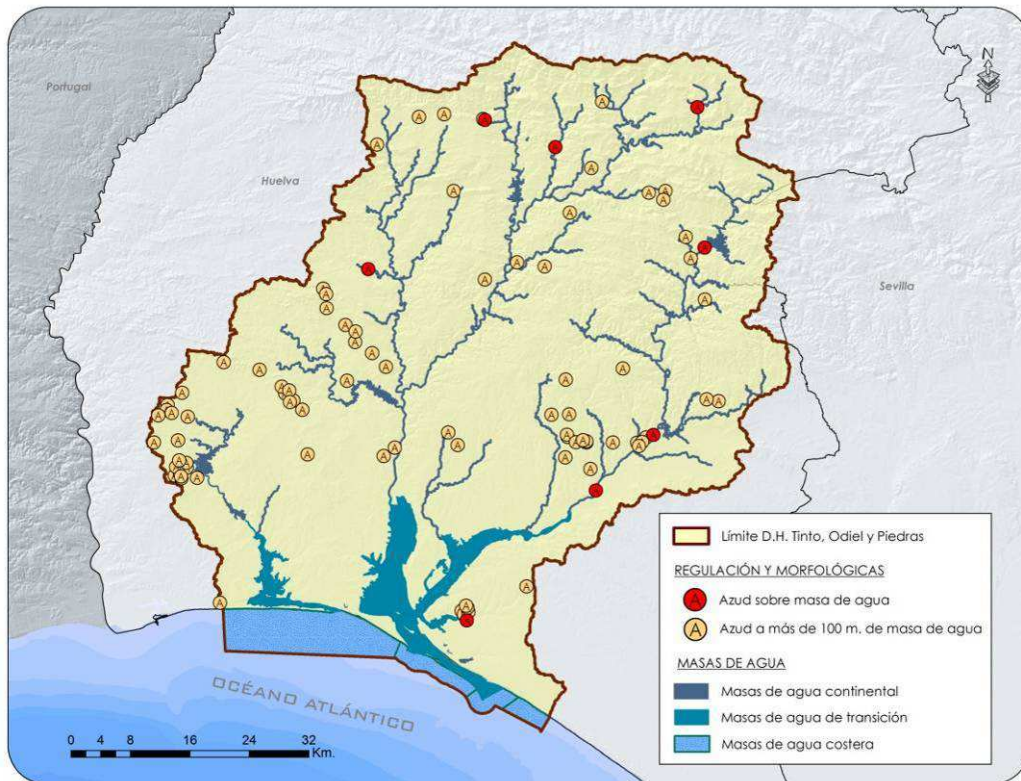 Portugal
N
Huelva
Sevilla
Límite D.H. Tinto, Odiel y Piedras
REGULACIÓN Y MORFOLÓGICAS
A Azud sobre masa de agua
A Azud a más de 100 m. de masa de agua
MASAS DE AGUA
Masas de agua continental
Masas de agua de transición
Masas de agua costera
OCÉANO ATLÁNTICO
0 4 8 16 24 32
Km.